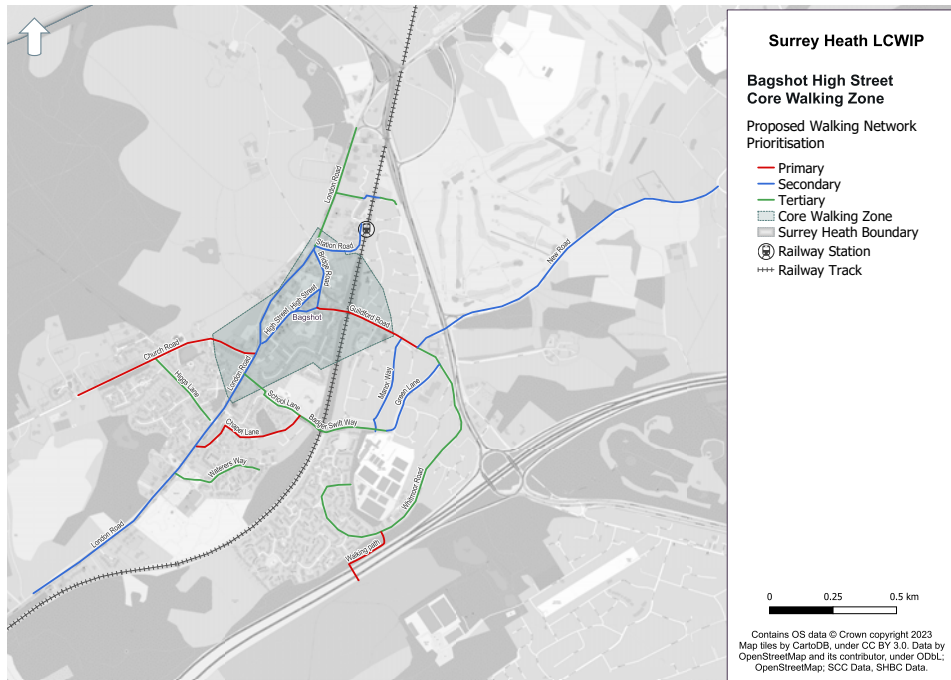 Surrey Heath LCWIP
Bagshot High Street
Core Walking Zone
Proposed Walking Network
Prioritisation
Primary
Secondary
Tertiary
Core Walking Zone
Surrey Heath Boundary
Railway Station
Railway Track
London Road
Station Road
Bridge Road
High Street
High Street
Bagshot
Guildford Road
New Road
Church Road
London Road
Higgs Lane
School Lane
Manor Way
Green Lane
Chapel Lane
Badger Swift Way
Waterers Way
Whitmoor Road
London Road
Walking path
0 0.25 0.5 km
Contains OS data © Crown copyright 2023
Map tiles by CartoDB, under CC BY 3.0. Data by
OpenStreetMap and its contributor, under ODbL;
OpenStreetMap; SCC Data, SHBC Data.